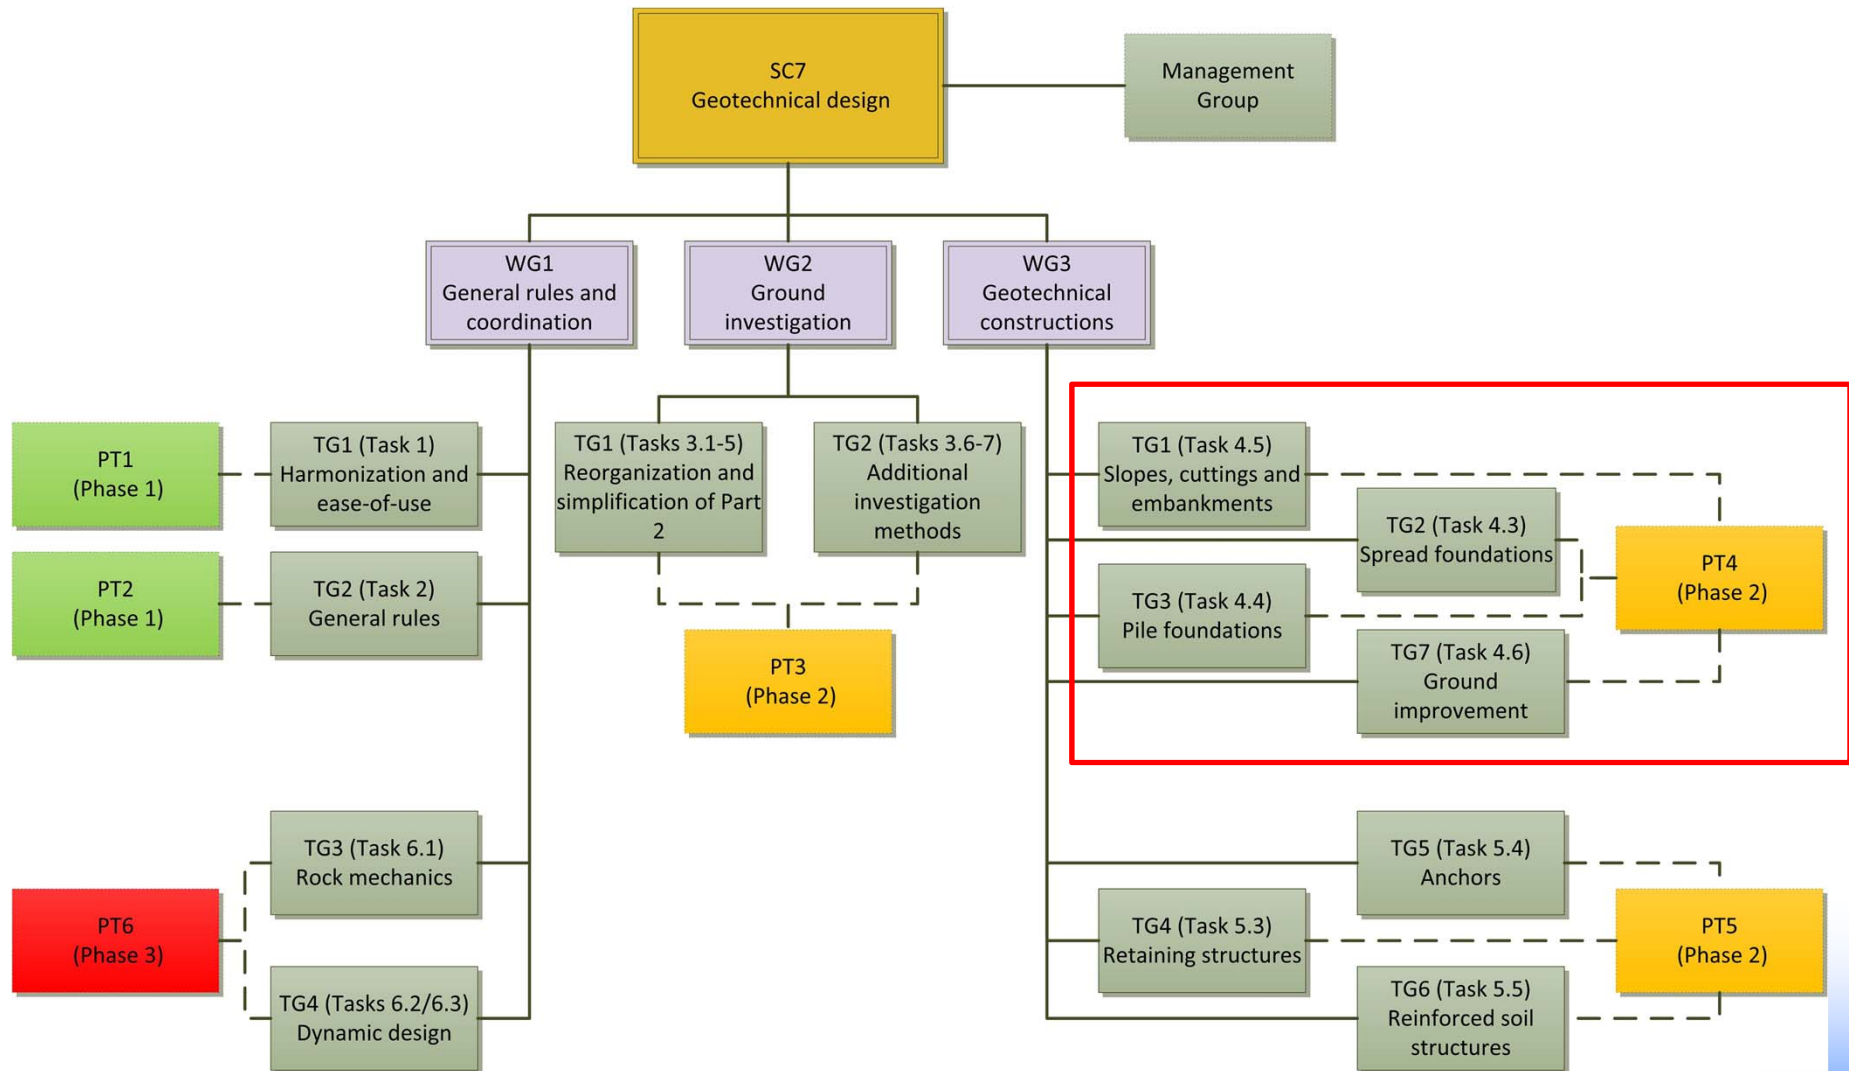 SC7
Geotechnical design
Management
Group
WG1
General rules and
coordination
WG2
Ground
investigation
WG3
Geotechnical
constructions
PT1
(Phase 1)
TG1 (Task 1)
Harmonization and
ease-of-use
TG1 (Tasks 3.1-5)
Reorganization and
simplification of Part
2
TG2 (Tasks 3.6-7)
Additional
investigation
methods
TG1 (Task 4.5)
Slopes, cuttings and
embankments
TG2 (Task 4.3)
Spread foundations
PT4
(Phase 2)
PT2
(Phase 1)
TG2 (Task 2)
General rules
TG3 (Task 4.4)
Pile foundations
PT3
(Phase 2)
TG7 (Task 4.6)
Ground
improvement
TG3 (Task 6.1)
Rock mechanics
TG5 (Task 5.4)
Anchors
PT6
(Phase 3)
TG4 (Task 5.3)
Retaining structures
PT5
(Phase 2)
TG4 (Tasks 6.2/6.3)
Dynamic design
TG6 (Task 5.5)
Reinforced soil
structures